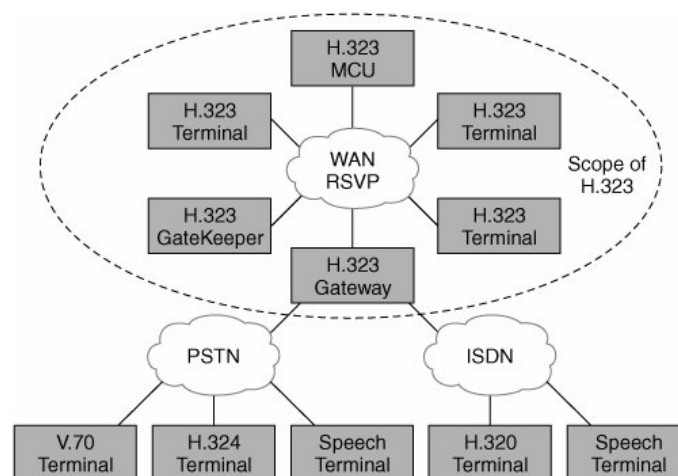 H.323
MCU
H.323
Terminal
H.323
Terminal
WAN
RSVP
Scope of
H.323
H.323
GateKeeper
H.323
Terminal
H.323
Gateway
PSTN
ISDN
V.70
Terminal
H.324
Terminal
Speech
Terminal
H.320
Terminal
Speech
Terminal